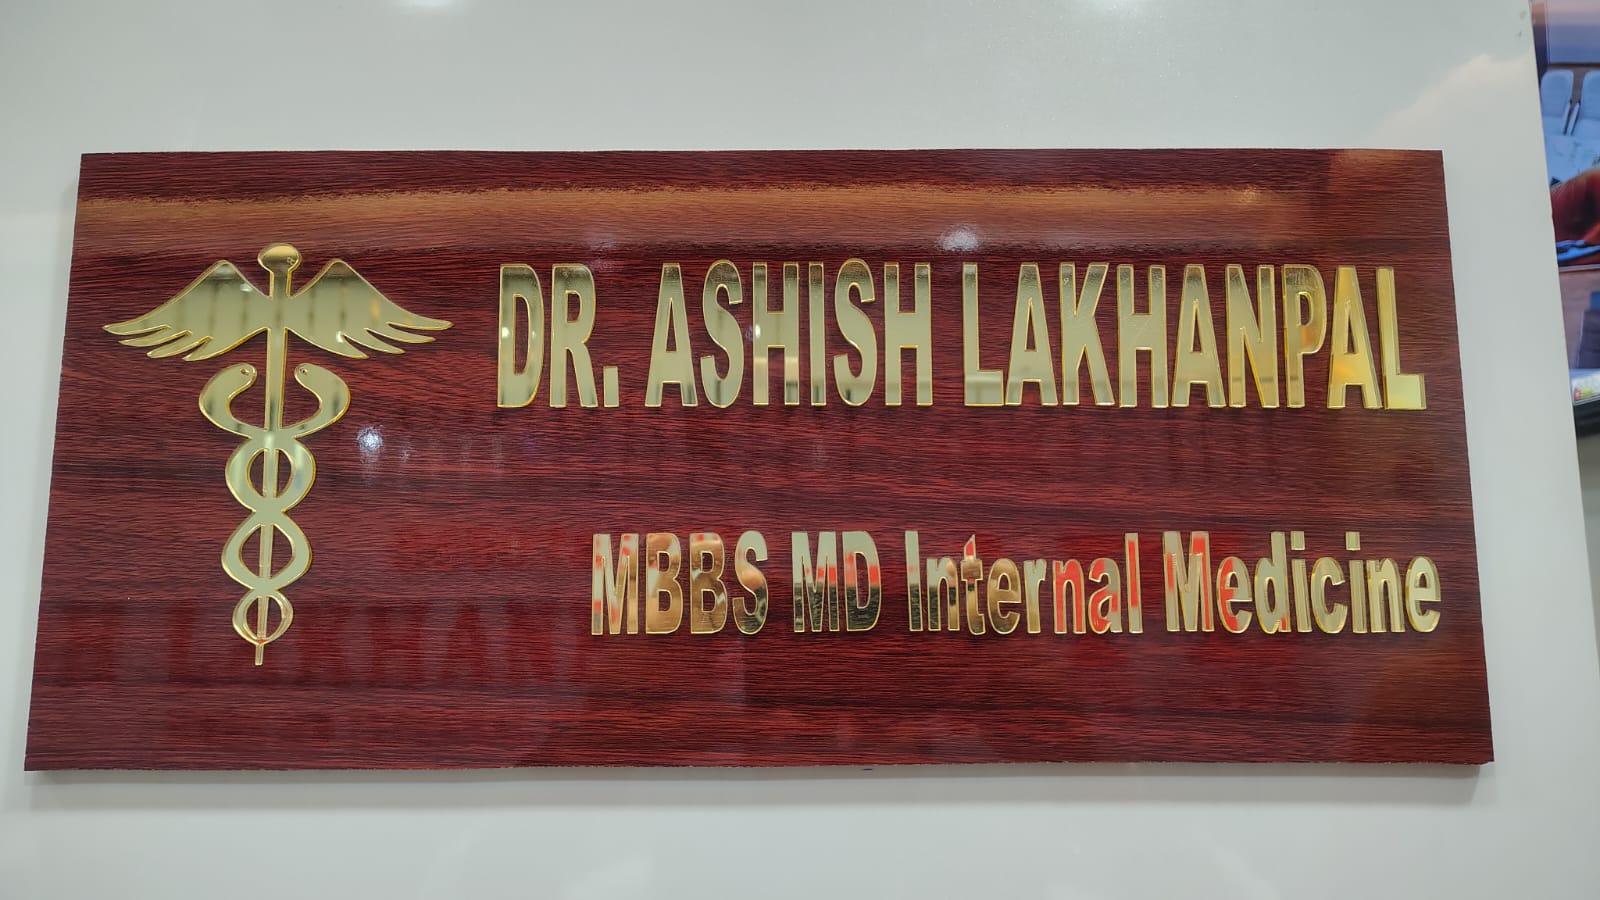 DR. ASHISH LAKHANPAL
MBBS MD Internal Medicine